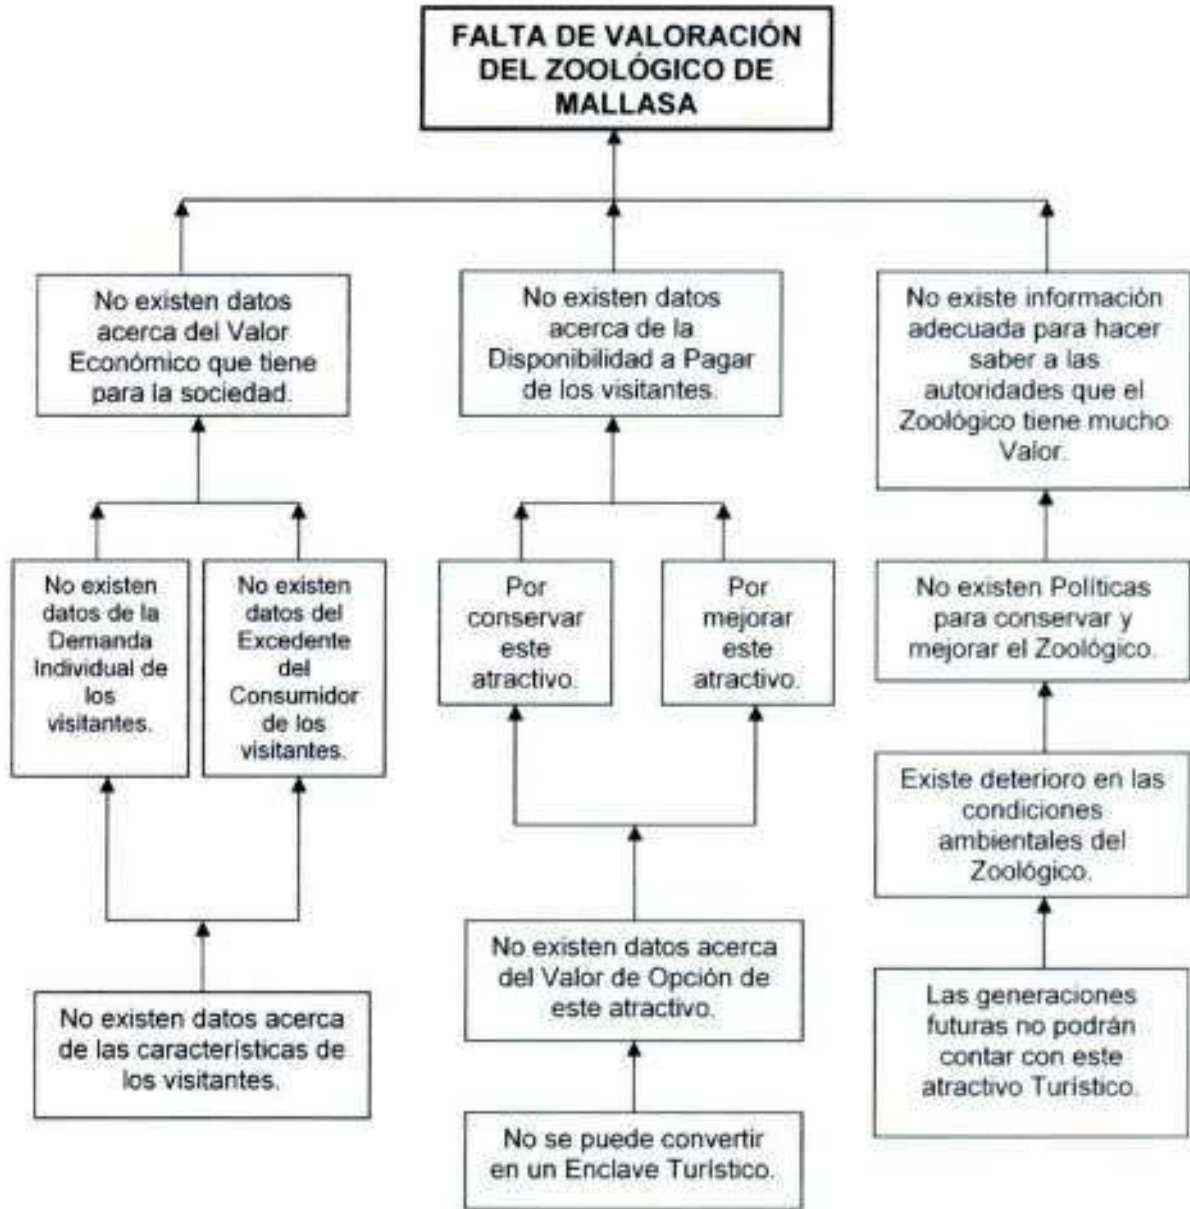 FALTA DE VALORACIÓN
DEL ZOOLÓGICO DE
MALLASA
No existen datos
acerca del Valor
Económico que tiene
para la sociedad.
No existen datos
acerca de la
Disponibilidad a Pagar
de los visitantes.
No existe información
adecuada para hacer
saber a las
autoridades que el
Zoológico tiene mucho
Valor.
No existen
datos de la
Demanda
Individual de
los
visitantes.
No existen
datos del
Excedente
del
Consumidor
de los
visitantes.
Por
conservar
este
atractivo.
Por
mejorar
este
atractivo.
No existen Políticas
para conservar y
mejorar el Zoológico.
Existe deterioro en las
condiciones
ambientales del
Zoológico.
No existen datos acerca
de las características de
los visitantes.
No existen datos acerca
del Valor de Opción de
este atractivo.
Las generaciones
futuras no podrán
contar con este
atractivo Turístico.
No se puede convertir
en un Enclave Turístico.